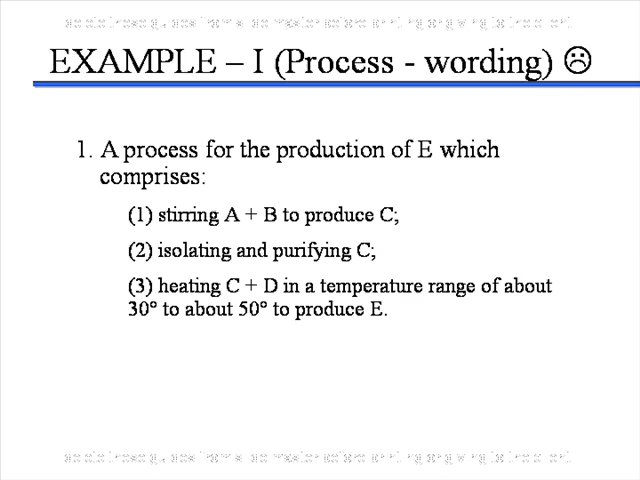 EXAMPLE – I (Process - wording) ☹
1. A process for the production of E which
comprises:
(1) stirring A + B to produce C;
(2) isolating and purifying C;
(3) heating C + D in a temperature range of about
30° to about 50° to produce E.